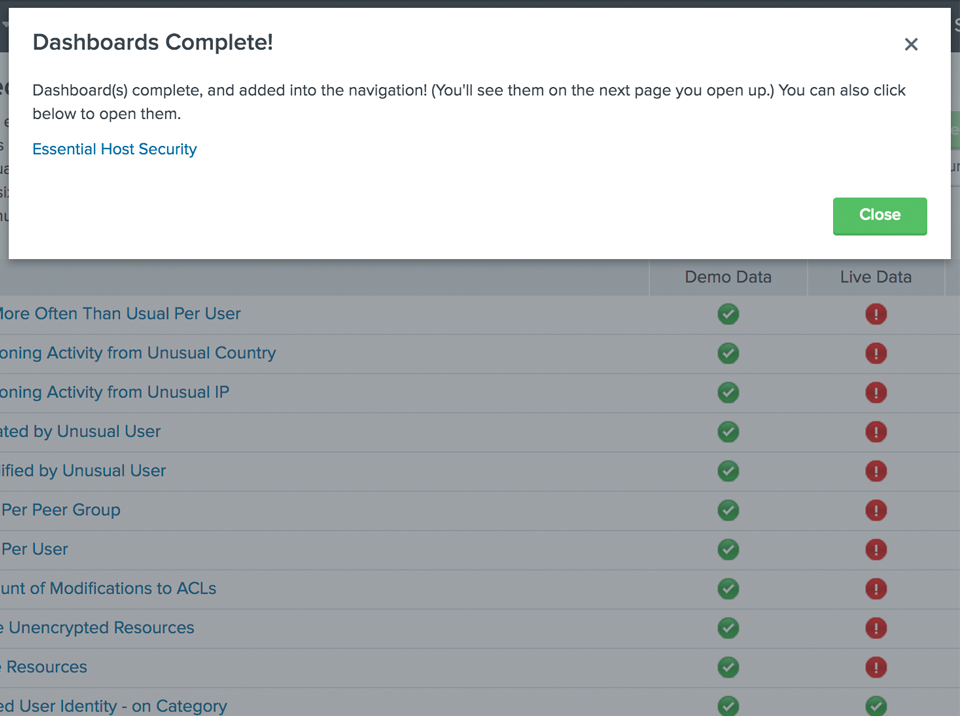 Dashboards Complete!
Dashboard(s) complete, and added into the navigation! (You'll see them on the next page you open up.) You can also click
below to open them.
Essential Host Security
Close
Demo Data Live Data
More Often Than Usual Per User
oning Activity from Unusual Country
oning Activity from Unusual IP
ated by Unusual User
ified by Unusual User
Per Peer Group
Per User
unt of Modifications to ACLs
e Unencrypted Resources
e Resources
ed User Identity - on Category